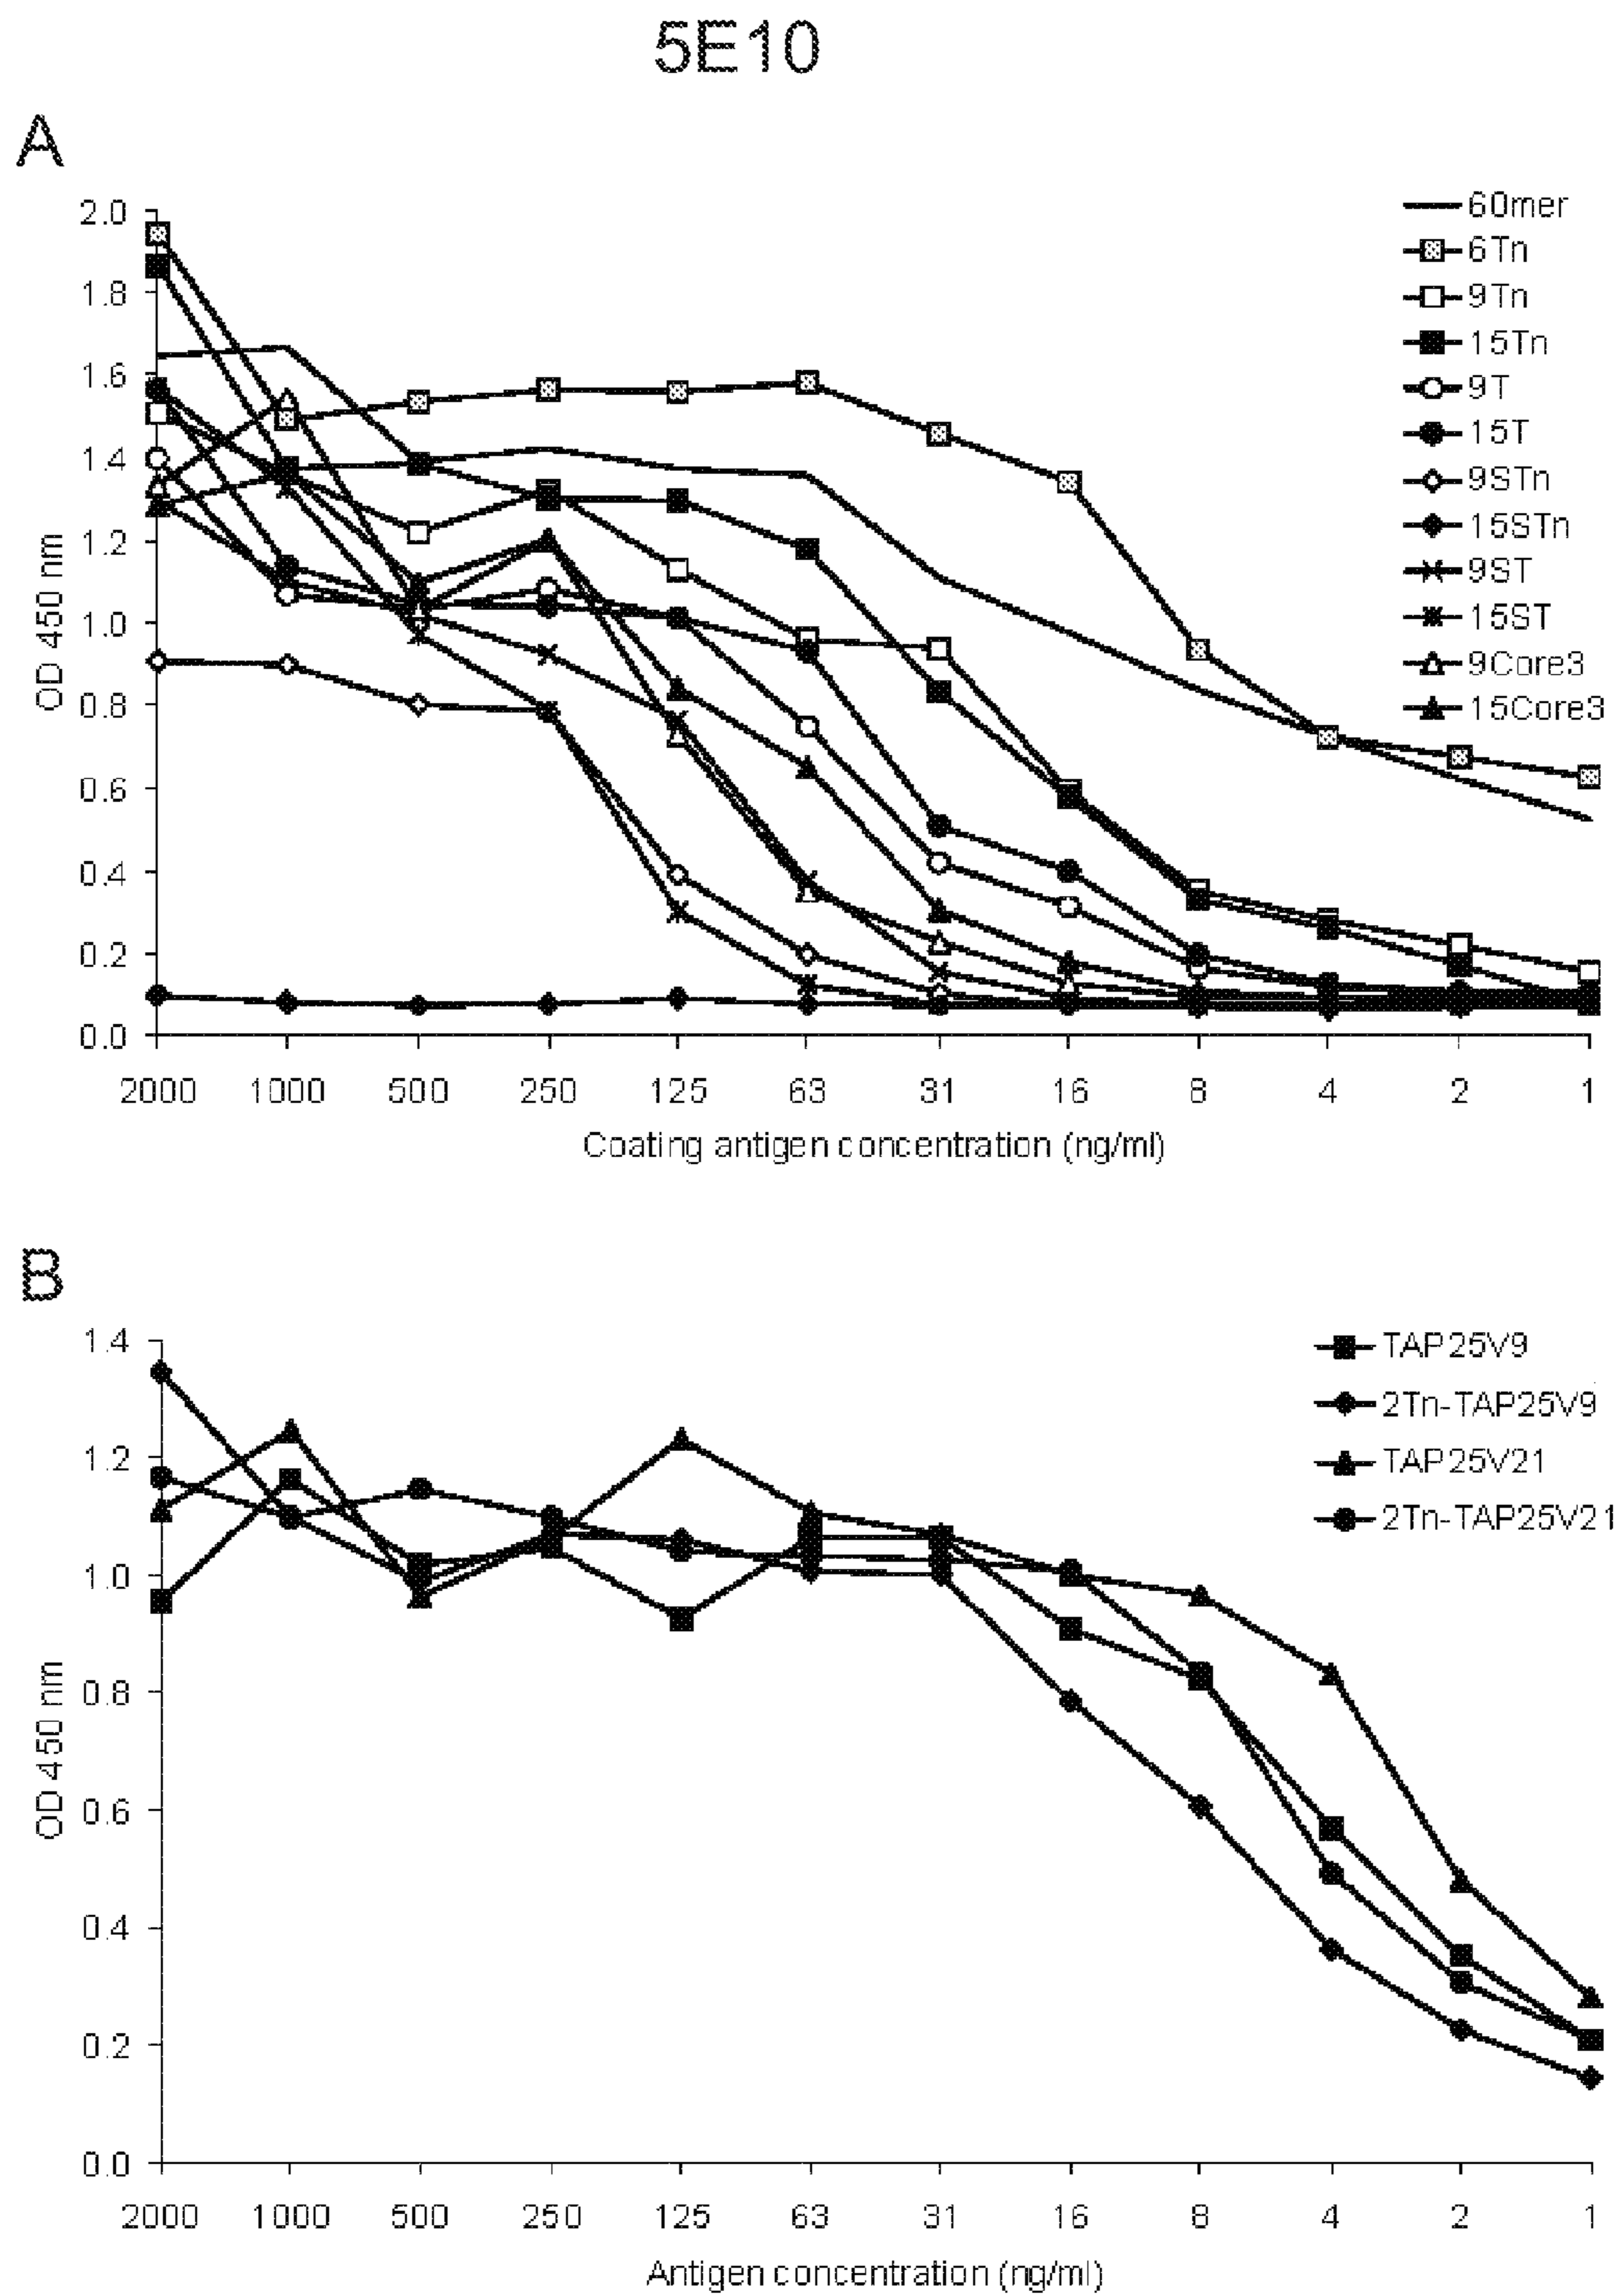 5E10
A
2.0
1.8
1.6
1.4
1.2
1.0
0.8
0.6
0.4
0.2
0.0
OD 450 nm
60mer
6Tn
9Tn
15Tn
9T
15T
9STn
15STn
9ST
15ST
9Core3
15Core3
2000 1000 500 250 125 63 31 16 8 4 2 1
Coating antigen concentration (ng/ml)
B
1.4
1.2
1.0
0.8
0.6
0.4
0.2
0.0
OD 450 nm
TAP25V9
2Tn-TAP25V9
TAP25V21
2Tn-TAP25V21
2000 1000 500 250 125 63 31 16 8 4 2 1
Antigen concentration (ng/ml)